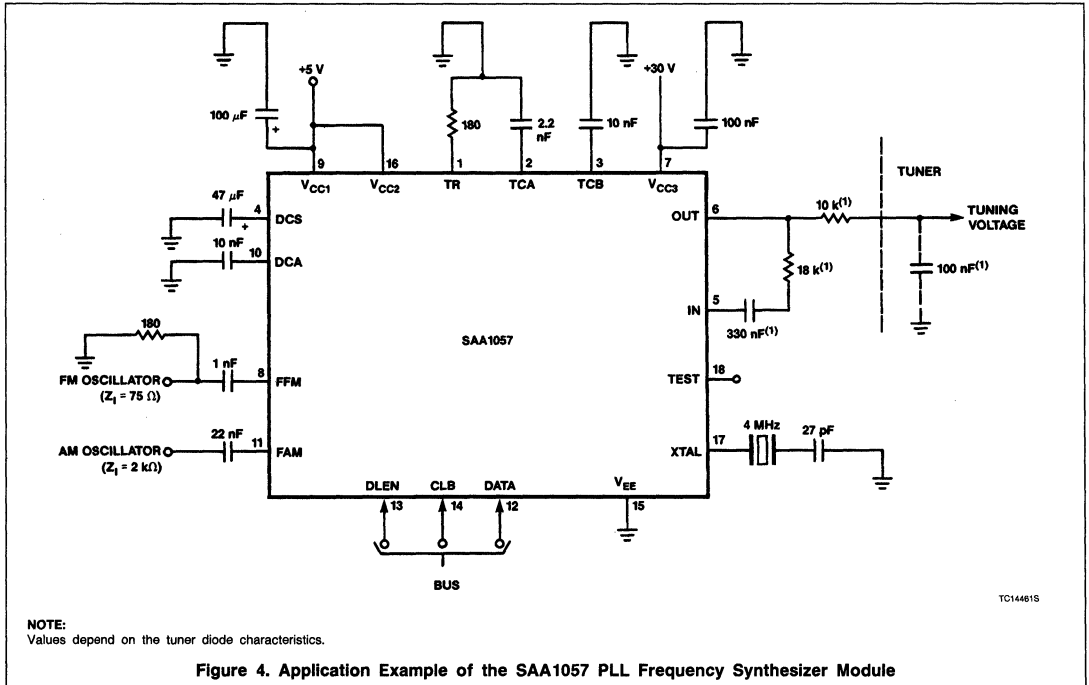 +5 V
+30 V
100 µF
+
180
2.2
nF
10 nF
100 nF
9
16
1
2
3
7
VCC1
VCC2
TR
TCA
TCB
VCC3
TUNER
47 µF
+
4
DCS
OUT
6
10 k(1)
TUNING
VOLTAGE
10 nF
10
DCA
18 k(1)
100 nF(1)
IN
5
330 nF(1)
180
SAA1057
1 nF
FM OSCILLATOR
(ZI = 75 Ω)
8
FFM
TEST
18
22 nF
AM OSCILLATOR
(ZI = 2 kΩ)
11
FAM
XTAL
17
4 MHz
27 pF
DLEN
CLB
DATA
VEE
13
14
12
15
BUS
TC14461S
NOTE:
Values depend on the tuner diode characteristics.
Figure 4. Application Example of the SAA1057 PLL Frequency Synthesizer Module